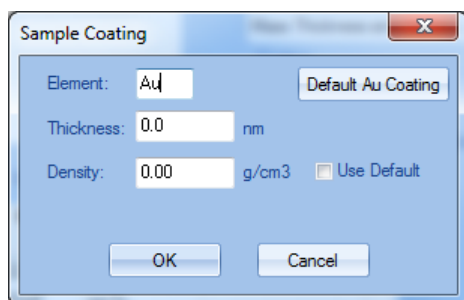 Sample Coating
Element: Au Default Au Coating
Thickness: 0.0 nm
Density: 0.00 g/cm3 Use Default
OK Cancel